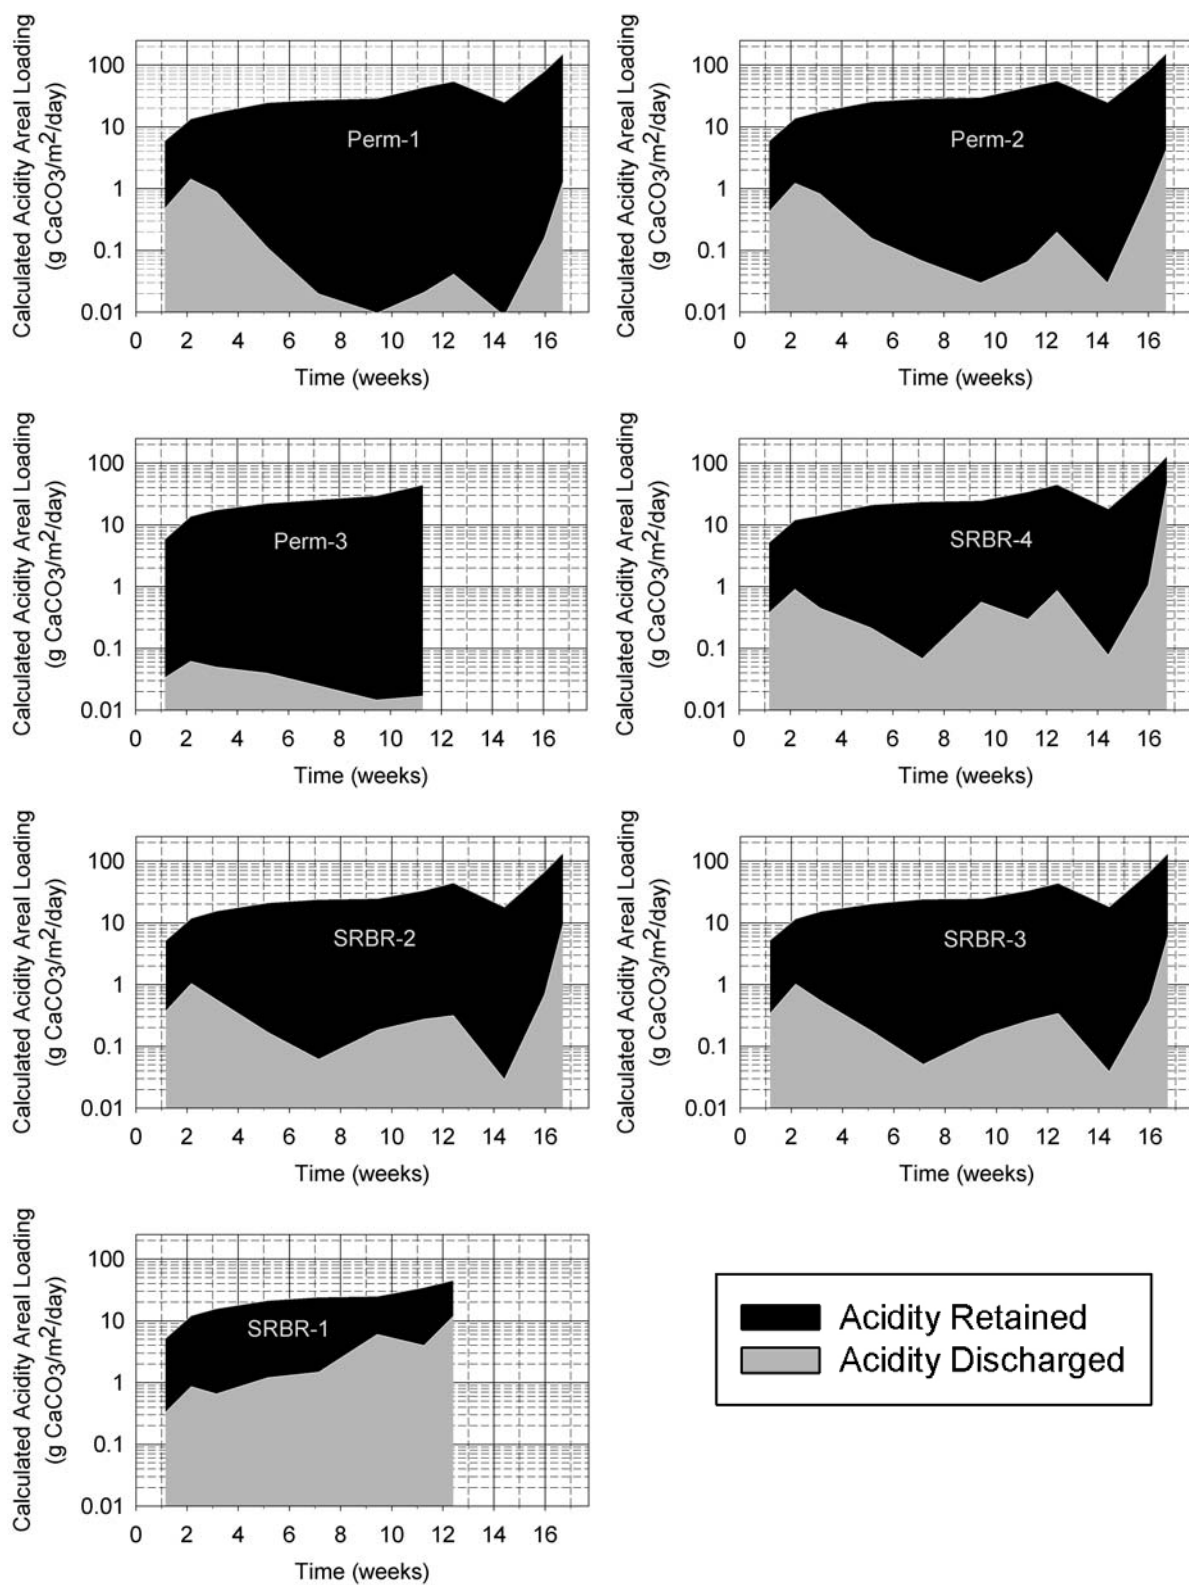 Calculated Acidity Areal Loading
(g CaCO3/m²/day)
100
10
1
0.1
0.01
Perm-1
0 2 4 6 8 10 12 14 16
Time (weeks)
Calculated Acidity Areal Loading
(g CaCO3/m²/day)
100
10
1
0.1
0.01
Perm-2
0 2 4 6 8 10 12 14 16
Time (weeks)
Calculated Acidity Areal Loading
(g CaCO3/m²/day)
100
10
1
0.1
0.01
Perm-3
0 2 4 6 8 10 12 14 16
Time (weeks)
Calculated Acidity Areal Loading
(g CaCO3/m²/day)
100
10
1
0.1
0.01
SRBR-4
0 2 4 6 8 10 12 14 16
Time (weeks)
Calculated Acidity Areal Loading
(g CaCO3/m²/day)
100
10
1
0.1
0.01
SRBR-2
0 2 4 6 8 10 12 14 16
Time (weeks)
Calculated Acidity Areal Loading
(g CaCO3/m²/day)
100
10
1
0.1
0.01
SRBR-3
0 2 4 6 8 10 12 14 16
Time (weeks)
Calculated Acidity Areal Loading
(g CaCO3/m²/day)
100
10
1
0.1
0.01
SRBR-1
0 2 4 6 8 10 12 14 16
Time (weeks)
Acidity Retained
Acidity Discharged